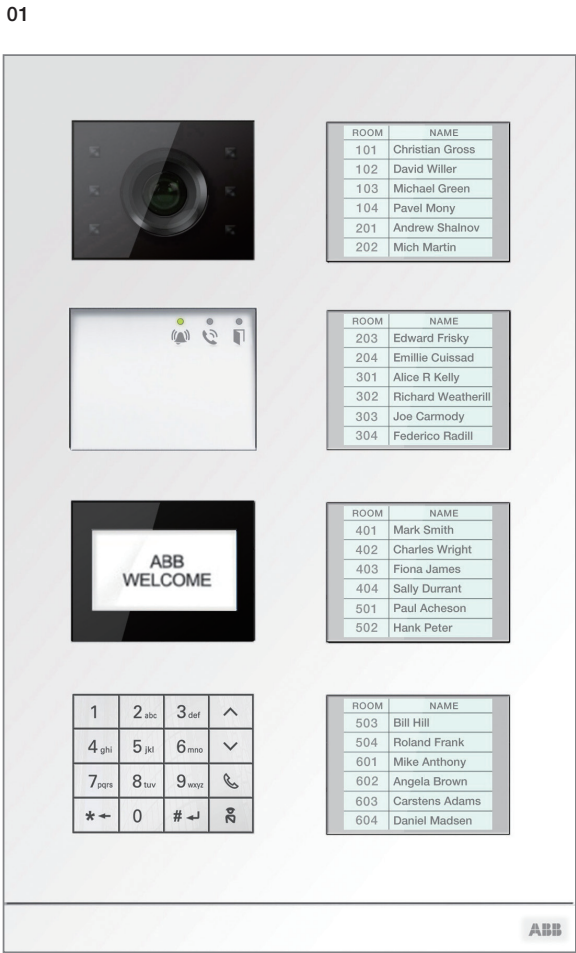 01
ROOM NAME
101 Christian Gross
102 David Willer
103 Michael Green
104 Pavel Mony
201 Andrew Shalnov
202 Mich Martin
ROOM NAME
203 Edward Frisky
204 Emillie Cuissad
301 Alice R Kelly
302 Richard Weatherill
303 Joe Carmody
304 Federico Radill
ABB
WELCOME
ROOM NAME
401 Mark Smith
402 Charles Wright
403 Fiona James
404 Sally Durrant
501 Paul Acheson
502 Hank Peter
1 2 abc 3 def
4 ghi 5 jkl 6 mno
7 pqrs 8 tuv 9 wxyz
* ← 0 # ↵
ROOM NAME
503 Bill Hill
504 Roland Frank
601 Mike Anthony
602 Angela Brown
603 Carstens Adams
604 Daniel Madsen
ABB